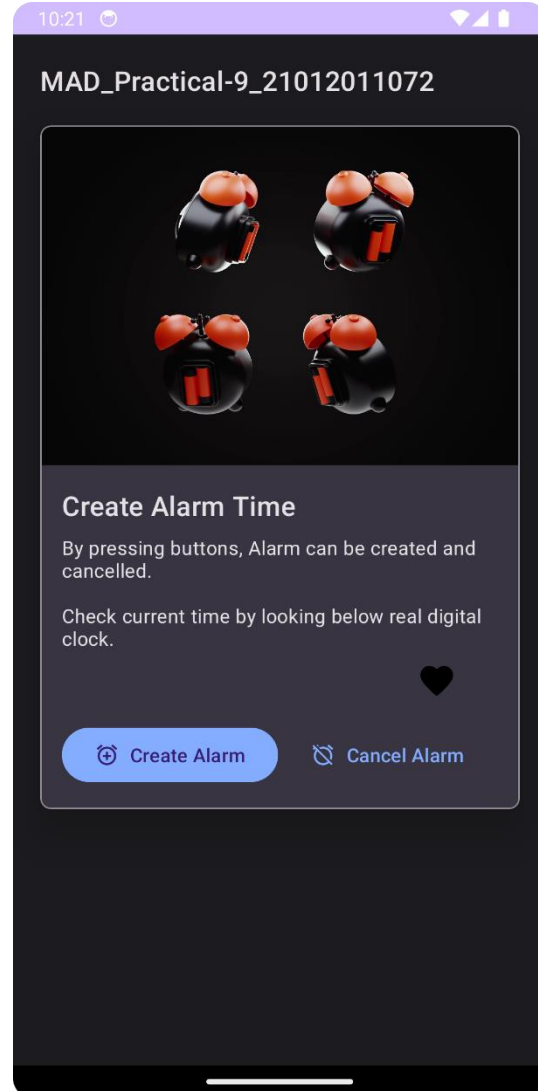 10:21
MAD_Practical-9_21012011072
Create Alarm Time
By pressing buttons, Alarm can be created and
cancelled.
Check current time by looking below real digital
clock.
Create Alarm
Cancel Alarm